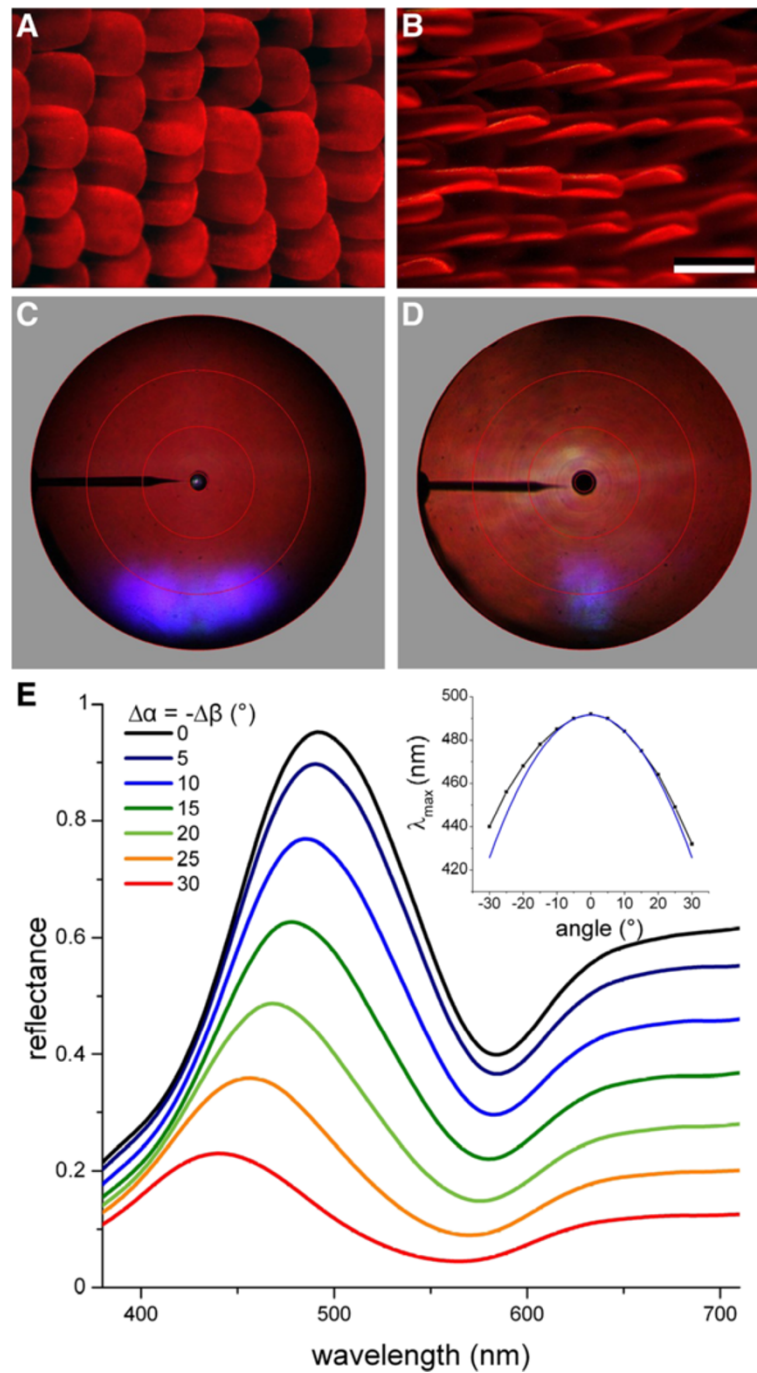 A
B
C
D
E
Δα = -Δβ (°)
0
5
10
15
20
25
30
500
480
460
440
420
λmax (nm)
-30 -20 -10 0 10 20 30
angle (°)
1
0.8
0.6
0.4
0.2
0
reflectance
400 500 600 700
wavelength (nm)